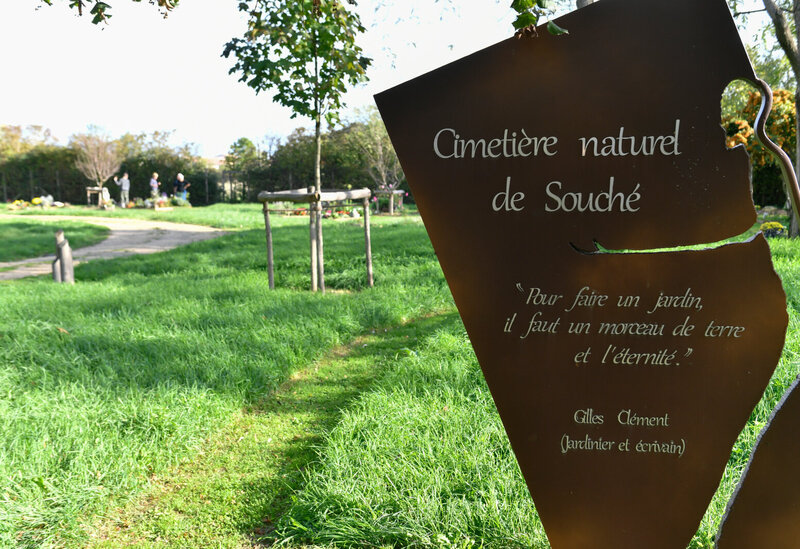 Cimetière naturel
de Souché
"Pour faire un jardin,
il faut un morceau de terre
et l'éternité."
Gilles Clément
(Jardinier et écrivain)